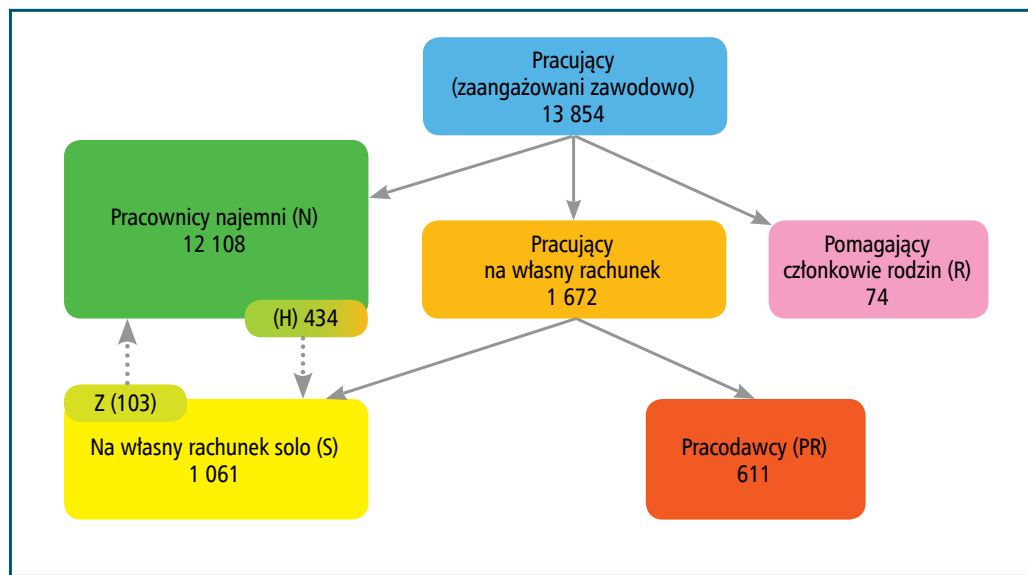 Pracujący
(zaangażowani zawodowo)
13 854
Pracownicy najemni (N)
12 108
Pracujący
na własny rachunek
1 672
Pomagający
członkowie rodzin (R)
74
(H) 434
Z (103)
Na własny rachunek solo (S)
1 061
Pracodawcy (PR)
611